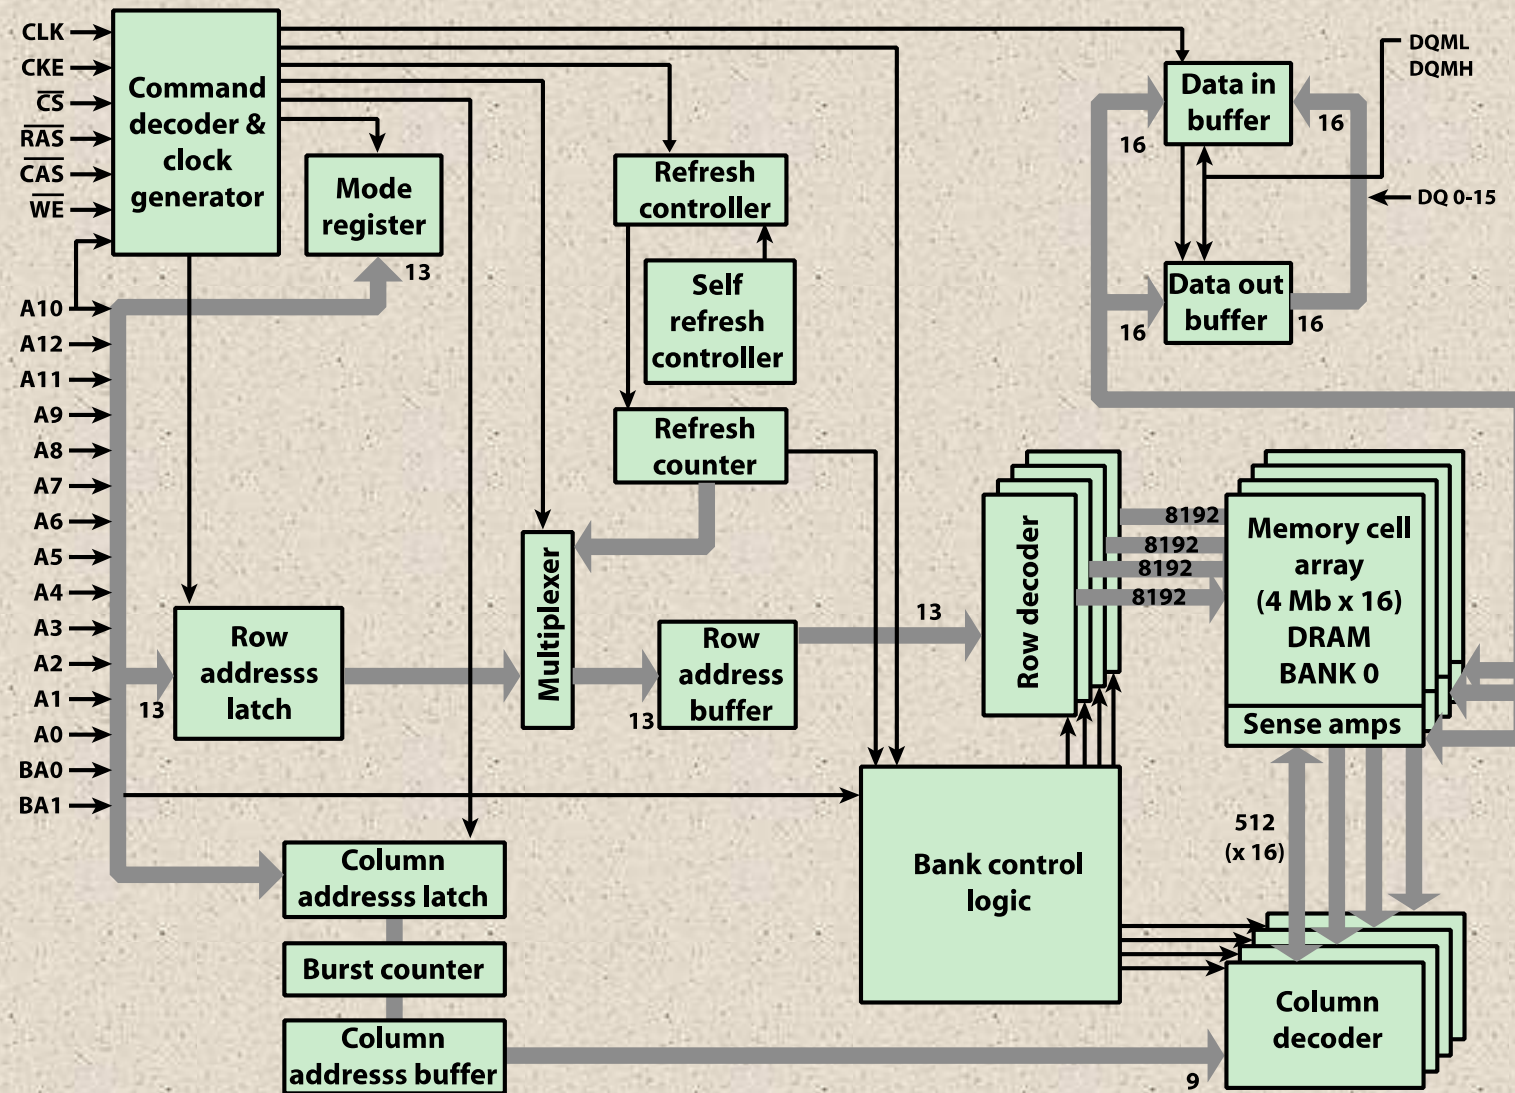 CLK
CKE
CS
RAS
CAS
WE
A10
A12
A11
A9
A8
A7
A6
A5
A4
A3
A2
A1
A0
BA0
BA1
Command
decoder &
clock
generator
Mode
register
13
Refresh
controller
Self
refresh
controller
Refresh
counter
Multiplexer
13
Row
addresss
latch
13
Row
address
buffer
13
Row decoder
8192
8192
8192
8192
Memory cell
array
(4 Mb x 16)
DRAM
BANK 0
Sense amps
Data in
buffer
16
16
DQML
DQMH
DQ 0-15
Data out
buffer
16
16
Bank control
logic
512
(x 16)
Column
addresss latch
Burst counter
Column
addresss buffer
9
Column
decoder